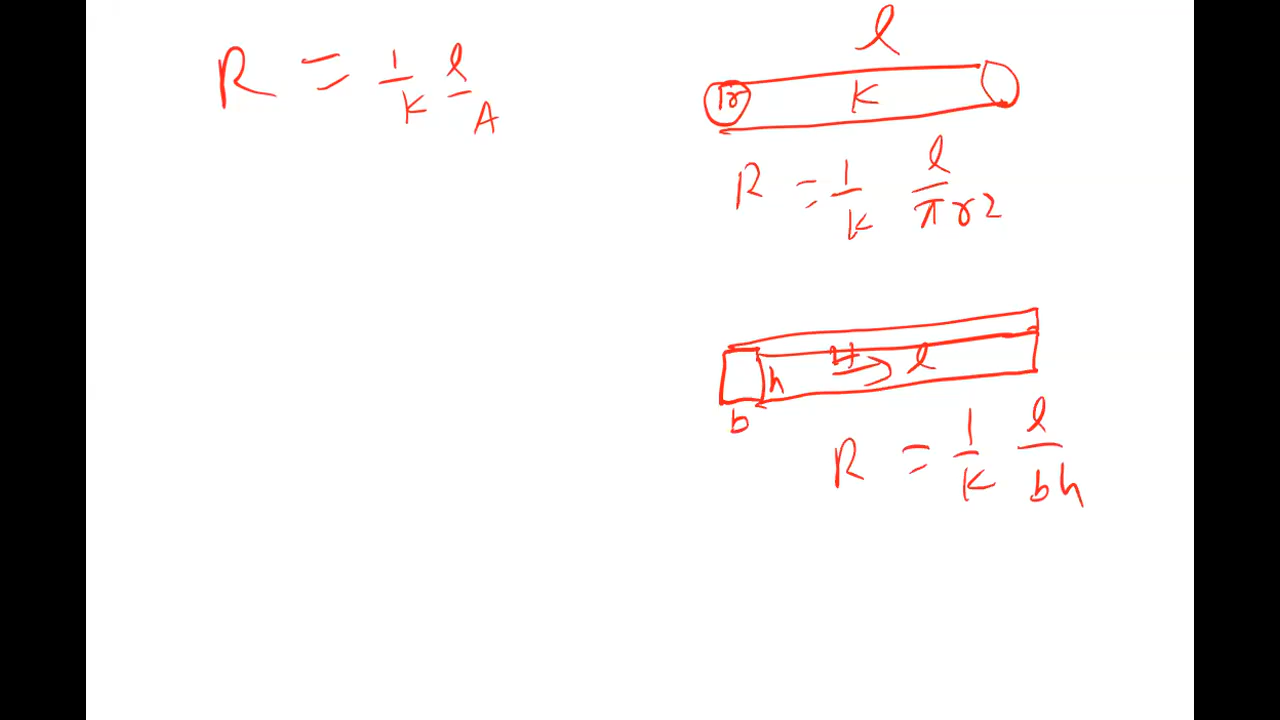 R = 1/K l/A
l
r K
R = 1/K l/πr2
H l
h
b
R = 1/K l/bh